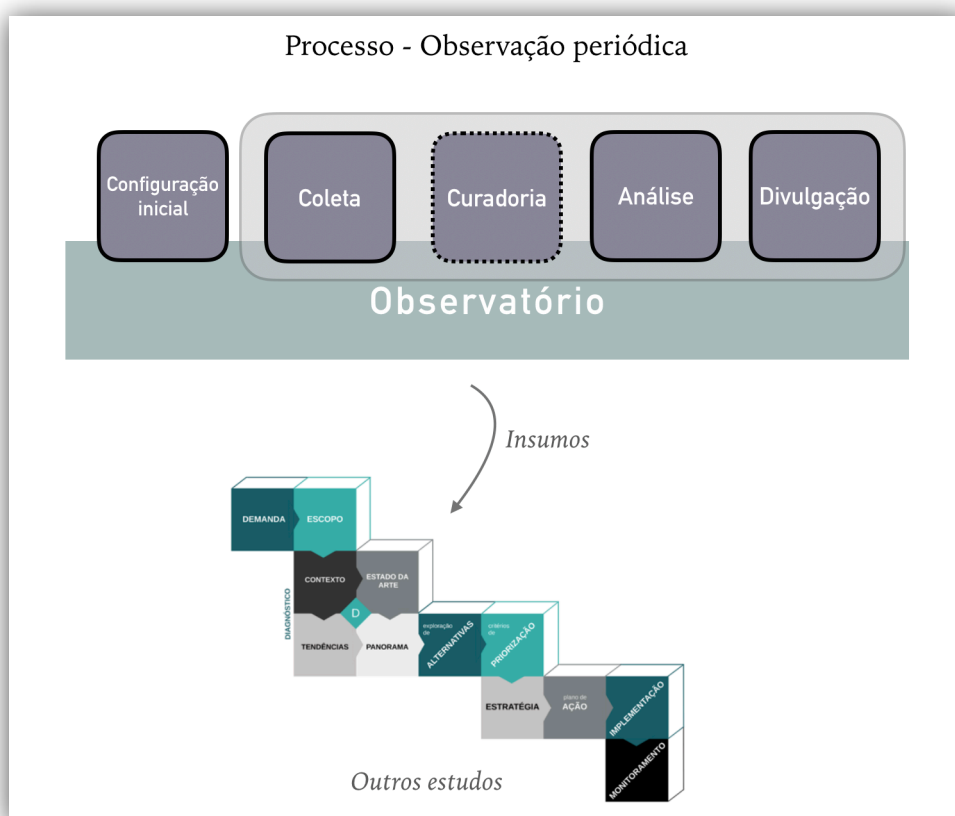 Processo - Observação periódica
Configuração
inicial
Coleta
Curadoria
Análise
Divulgação
Observatório
Insumos
DEMANDA
ESCOPO
CONTEXTO
ESTADO DA
ARTE
DIAGNÓSTICO
D
TENDÊNCIAS
PANORAMA
exploração
de
ALTERNATIVAS
critérios
de
PRIORIZAÇÃO
ESTRATÉGIA
plano de
AÇÃO
IMPLEMENTAÇÃO
MONITORAMENTO
Outros estudos